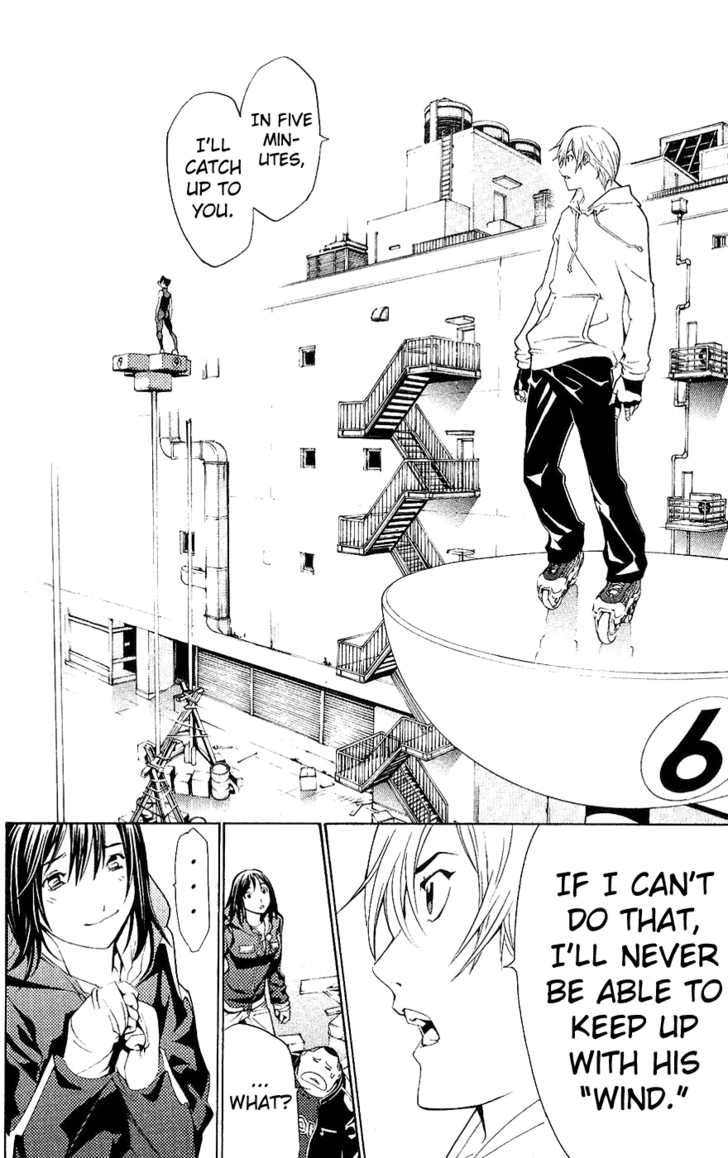 IN FIVE
MIN-
UTES,
I'LL
CATCH
UP TO
YOU.
6
IF I CAN'T
DO THAT,
I'LL NEVER
BE ABLE TO
KEEP UP
WITH HIS
"WIND."
...
WHAT?
...